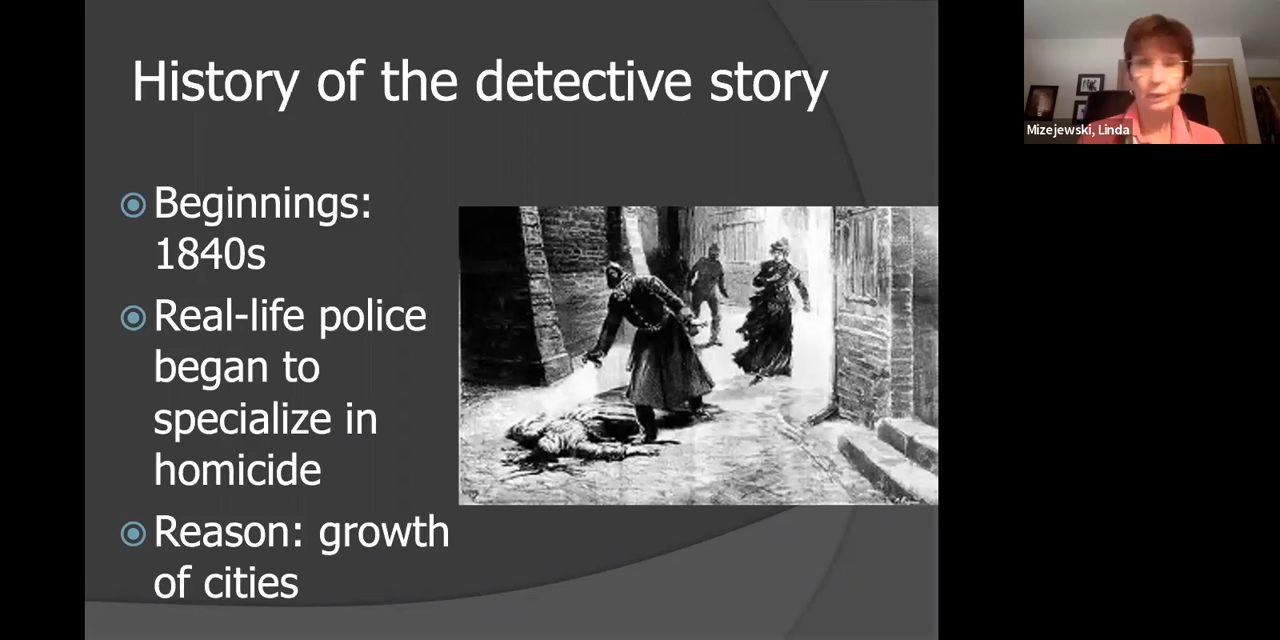 History of the detective story
Beginnings:
1840s
Real-life police
began to
specialize in
homicide
Reason: growth
of cities
Mizejewski, Linda